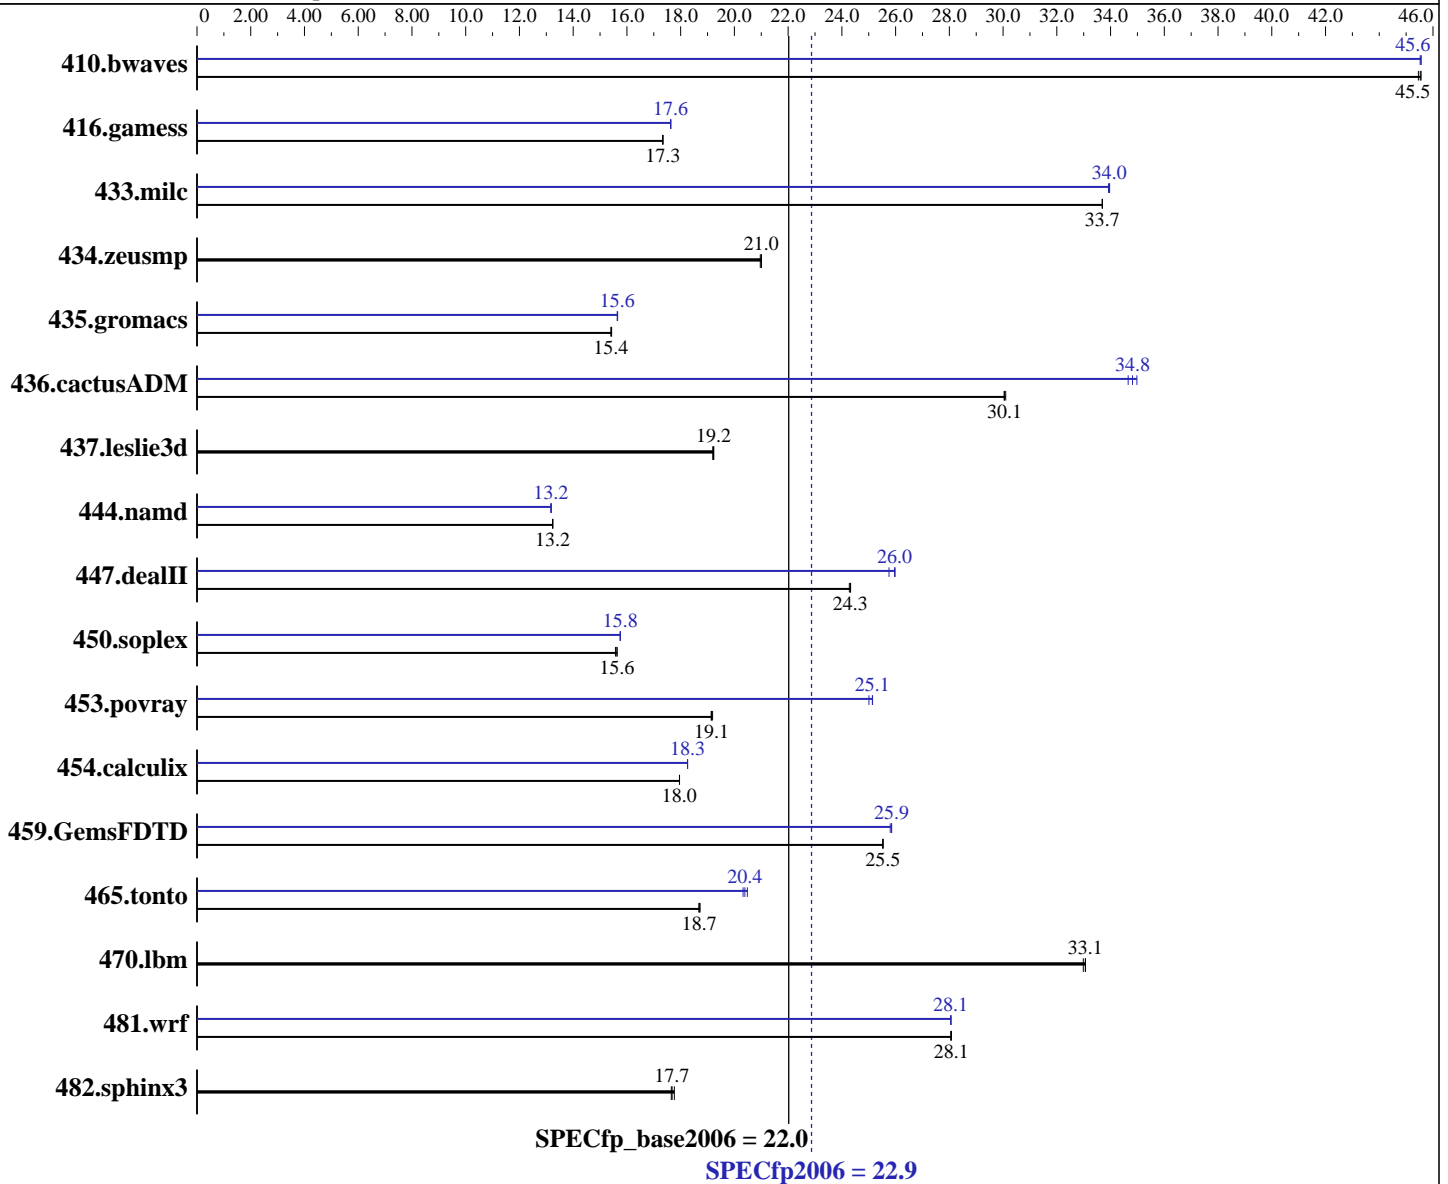 0 2.00 4.00 6.00 8.00 10.0 12.0 14.0 16.0 18.0 20.0 22.0 24.0 26.0 28.0 30.0 32.0 34.0 36.0 38.0 40.0 42.0 46.0
410.bwaves 45.6
45.5
416.gamess 17.6
17.3
433.milc 34.0
33.7
434.zeusmp 21.0
435.gromacs 15.6
15.4
436.cactusADM 34.8
30.1
437.leslie3d 19.2
444.namd 13.2
13.2
447.dealII 26.0
24.3
450.soplex 15.8
15.6
453.povray 25.1
19.1
454.calculix 18.3
18.0
459.GemsFDTD 25.9
25.5
465.tonto 20.4
18.7
470.lbm 33.1
481.wrf 28.1
28.1
482.sphinx3 17.7
SPECfp_base2006 = 22.0
SPECfp2006 = 22.9